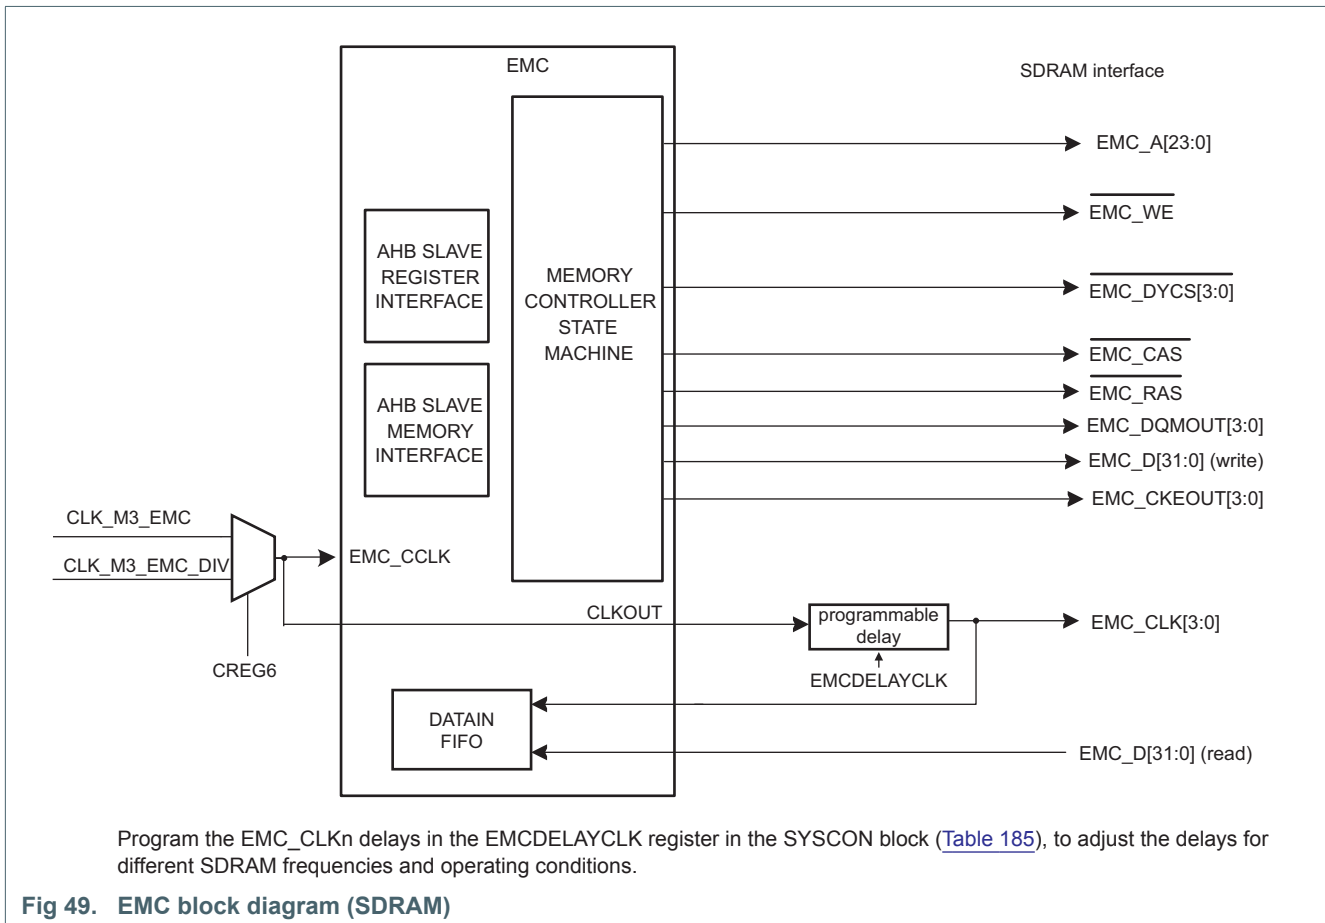 EMC
SDRAM interface
EMC_A[23:0]
EMC_WE
AHB SLAVE
REGISTER
INTERFACE
MEMORY
CONTROLLER
STATE
MACHINE
EMC_DYCS[3:0]
EMC_CAS
EMC_RAS
AHB SLAVE
MEMORY
INTERFACE
EMC_DQMOUT[3:0]
EMC_D[31:0] (write)
EMC_CKEOUT[3:0]
CLK_M3_EMC
CLK_M3_EMC_DIV
EMC_CCLK
CREG6
CLKOUT
programmable
delay
EMC_CLK[3:0]
EMCDELAYCLK
DATAIN
FIFO
EMC_D[31:0] (read)
Program the EMC_CLKn delays in the EMCDELAYCLK register in the SYSCON block (Table 185), to adjust the delays for
different SDRAM frequencies and operating conditions.
Fig 49. EMC block diagram (SDRAM)